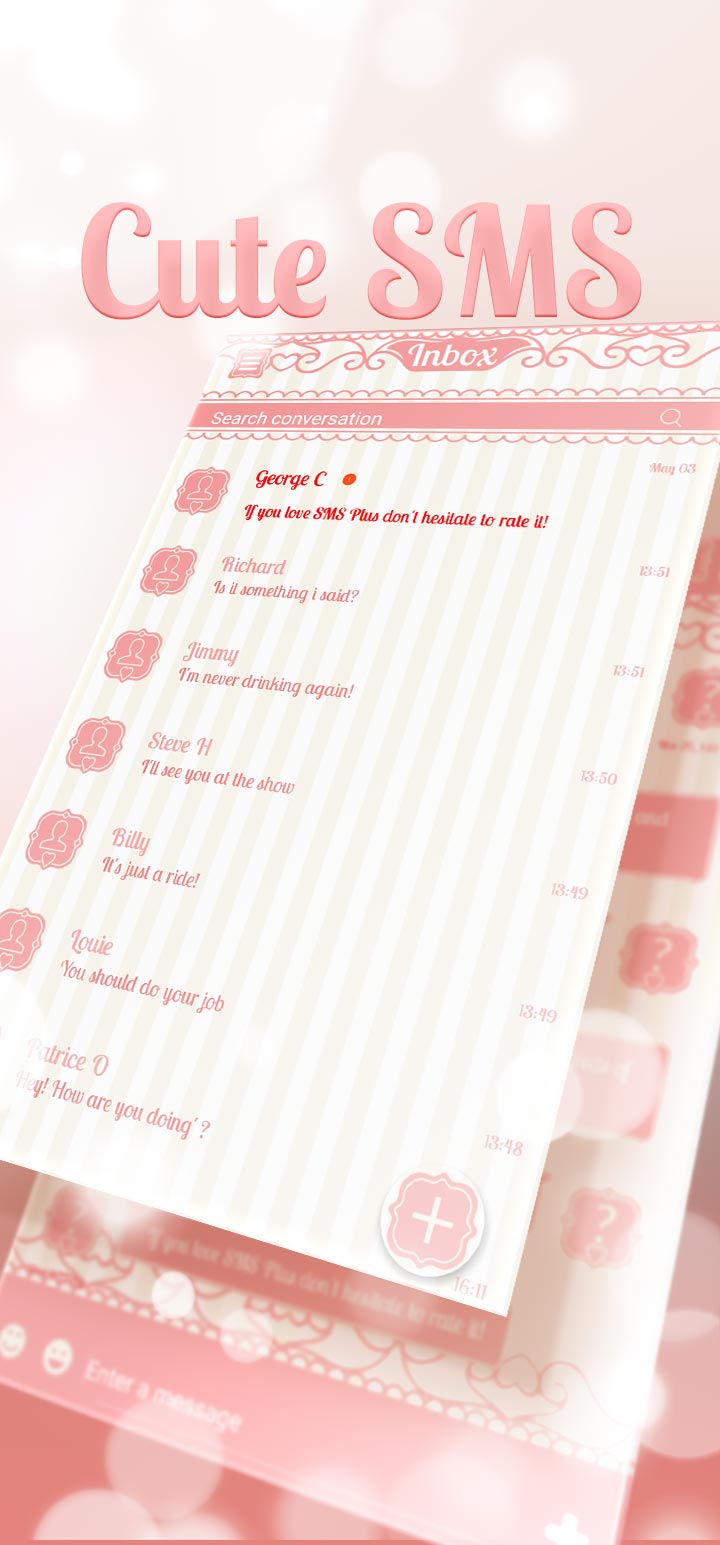 Cute SMS
Inbox
Search conversation
George C
May 03
If you love SMS Plus don't hesitate to rate it!
Richard
13:51
Is it something i said?
Jimmy
13:51
I'm never drinking again!
Steve H
13:50
I'll see you at the show
Billy
13:49
It's just a ride!
Louie
13:49
You should do your job
Patrice O
13:48
Hey! How are you doing'?
16:11
and
?
?
If you love SMS Plus don't hesitate to rate it!
Enter a message